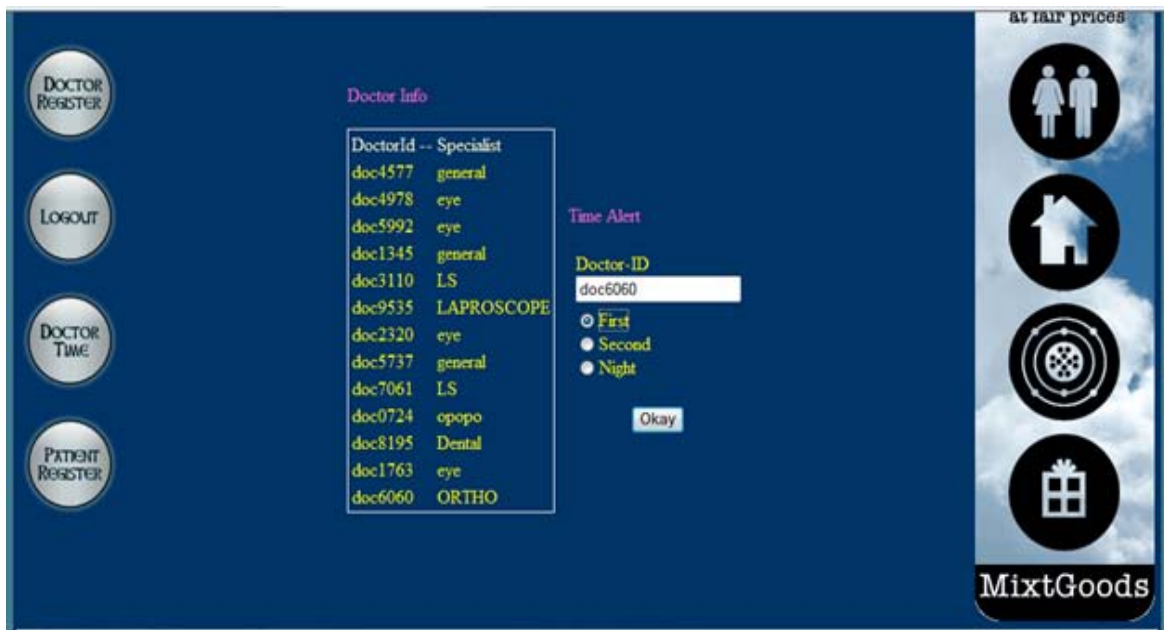 at fair prices
DOCTOR
REGISTER
LOGOUT
DOCTOR
TIME
PATIENT
REGISTER
Doctor Info
DoctorId -- Specialist
doc4577 general
doc4978 eye
doc5992 eye
doc1345 general
doc3110 LS
doc9535 LAPROSCOPE
doc2320 eye
doc5737 general
doc7061 LS
doc0724 opopo
doc8195 Dental
doc1763 eye
doc6060 ORTHO
Time Alert
Doctor-ID
doc6060
First
Second
Night
Okay
MixtGoods